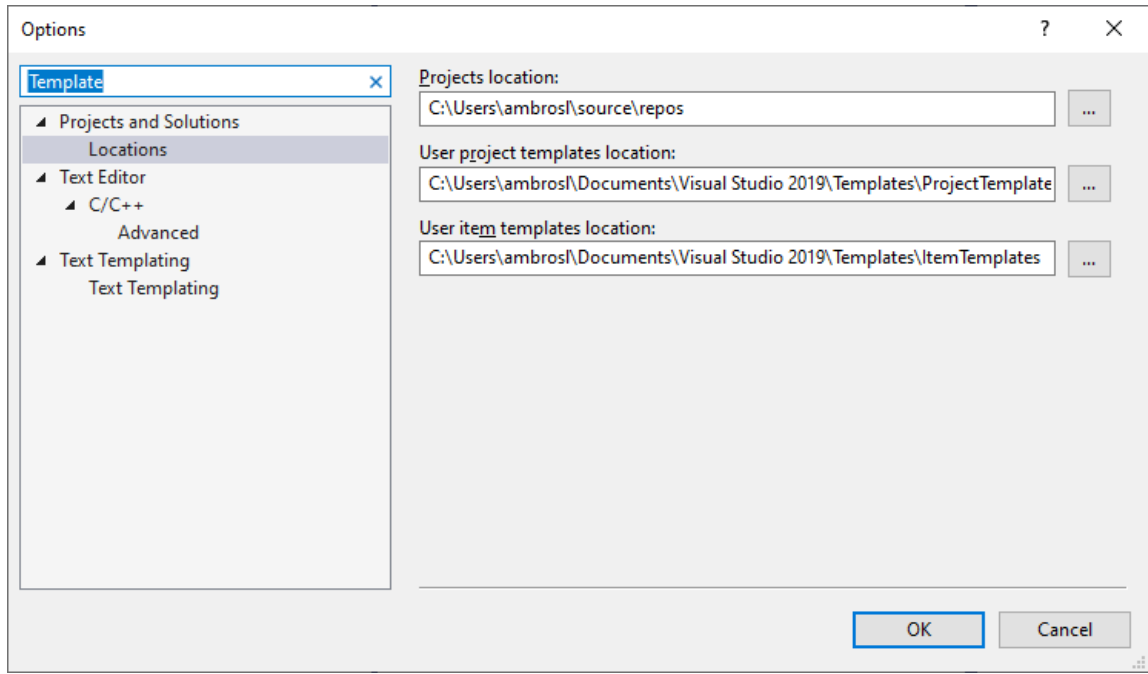 Options
?
Template
Projects and Solutions
Locations
Text Editor
C/C++
Advanced
Text Templating
Text Templating
Projects location:
C:\Users\ambrosl\source\repos
...
User project templates location:
C:\Users\ambrosl\Documents\Visual Studio 2019\Templates\ProjectTemplate
...
User item templates location:
C:\Users\ambrosl\Documents\Visual Studio 2019\Templates\ItemTemplates
...
OK
Cancel